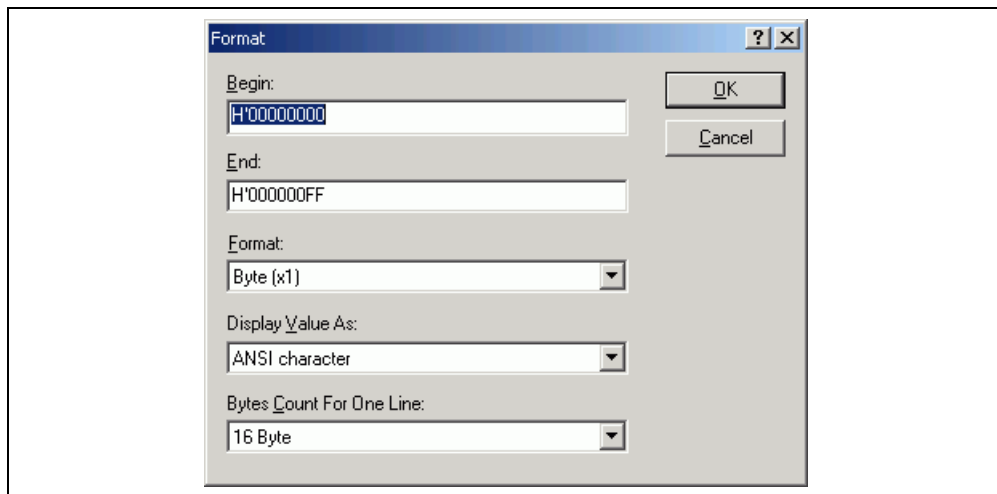 Format
Begin:
H'00000000
End:
H'000000FF
Format:
Byte (x1)
Display Value As:
ANSI character
Bytes Count For One Line:
16 Byte
OK
Cancel